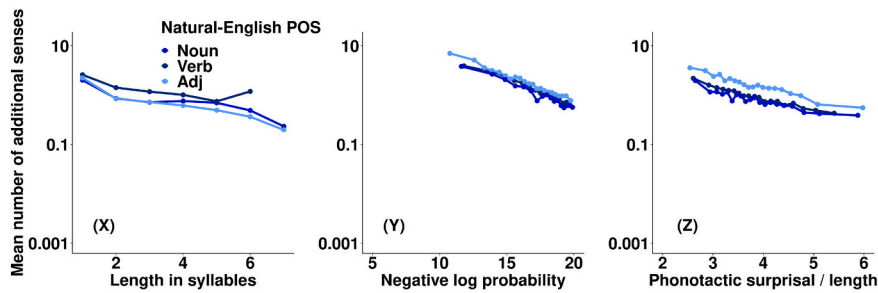 Mean number of additional senses
Natural-English POS
Noun
Verb
Adj
10
0.1
0.001
(X)
2
4
6
Length in syllables
10
0.1
0.001
(Y)
5
10
15
20
Negative log probability
10
0.1
0.001
(Z)
2
3
4
5
6
Phonotactic surprisal / length